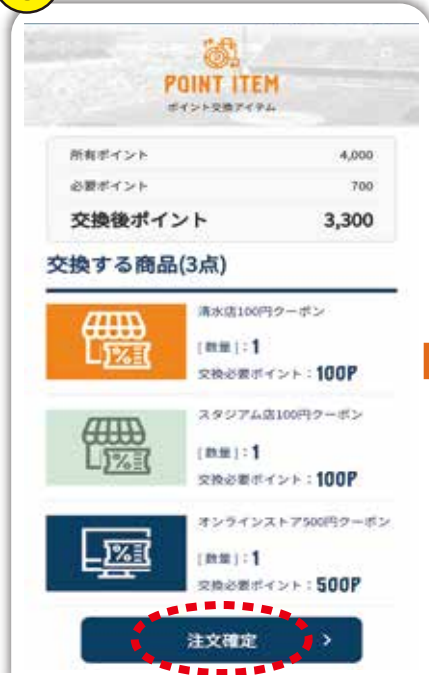 POINT ITEM
ポイント交換アイテム
所有ポイント 4,000
必要ポイント 700
交換後ポイント 3,300
交換する商品(3点)
清水店100円クーポン
[数量]:1
交換必要ポイント:100P
スタジアム店100円クーポン
[数量]:1
交換必要ポイント:100P
オンラインストア500円クーポン
[数量]:1
交換必要ポイント:500P
注文確定 >